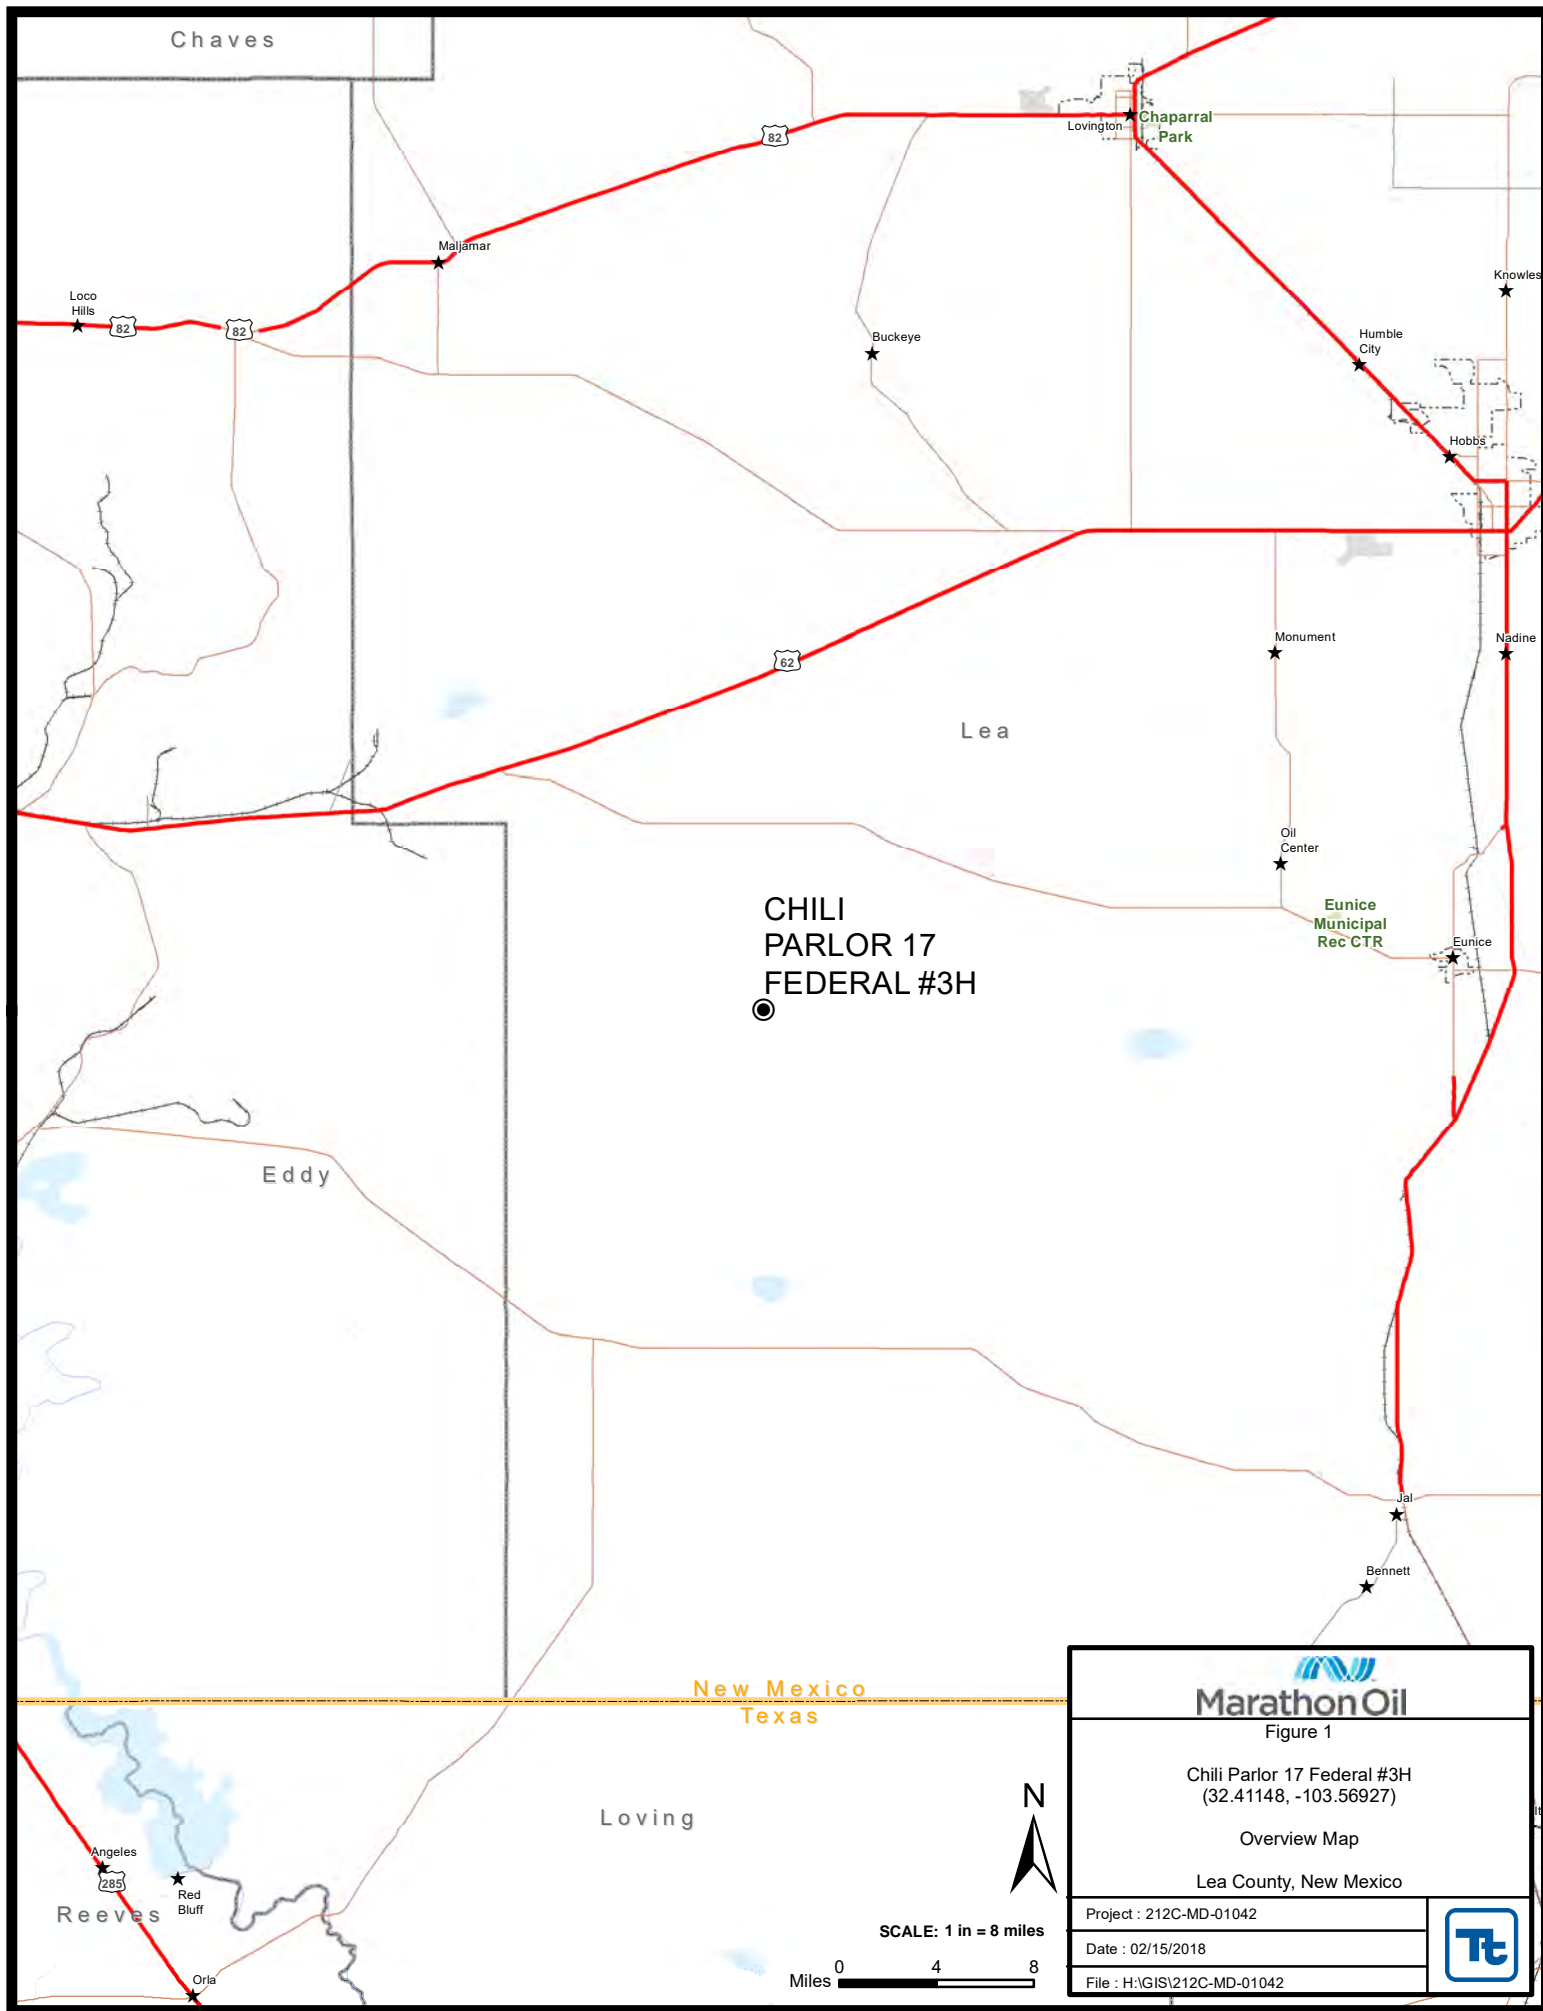 Chaves
82
Lovington
Chaparral
Park
Maljamar
Loco
Hills
82
82
Knowles
Buckeye
Humble
City
Hobbs
Monument
Nadine
62
Lea
Oil
Center
CHILI
PARLOR 17
FEDERAL #3H
Eunice
Municipal
Rec CTR
Eunice
Eddy
Jal
Bennett
New Mexico
Texas
Marathon Oil
Figure 1
Chili Parlor 17 Federal #3H
(32.41148, -103.56927)
Overview Map
Lea County, New Mexico
Project : 212C-MD-01042
Date : 02/15/2018
File : H:\GIS\212C-MD-01042
Tt
N
Loving
Angeles
285
Red
Bluff
Reeves
Orla
SCALE: 1 in = 8 miles
Miles
0 4 8